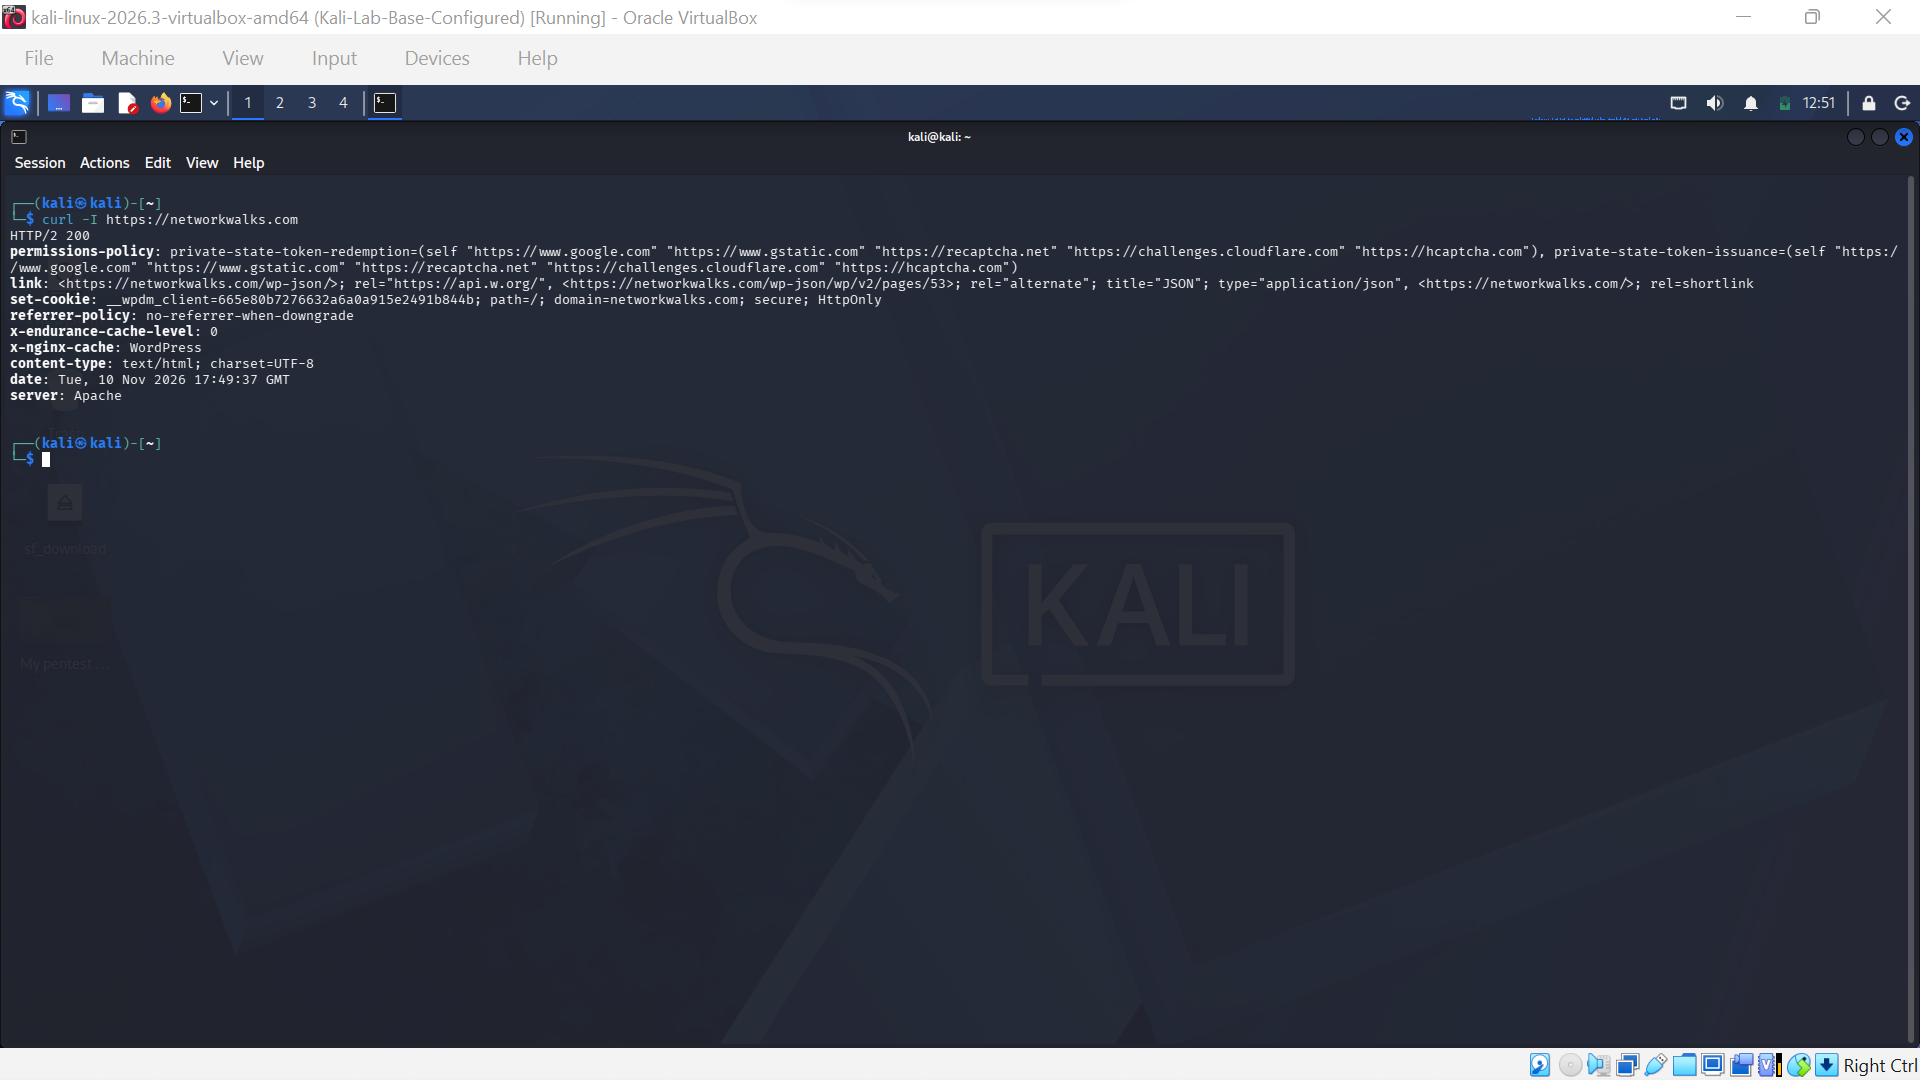 kali-linux-2026.3-virtualbox-amd64 (Kali-Lab-Base-Configured) [Running] - Oracle VirtualBox
File Machine View Input Devices Help
1 2 3 4 12:51
kali@kali: ~
Session Actions Edit View Help
┌──(kali㉿kali)-[~]
└─$ curl -I https://networkwalks.com
HTTP/2 200
permissions-policy: private-state-token-redemption=(self "https://www.google.com" "https://www.gstatic.com" "https://recaptcha.net" "https://challenges.cloudflare.com" "https://hcaptcha.com"), private-state-token-issuance=(self "https:/
/www.google.com" "https://www.gstatic.com" "https://recaptcha.net" "https://challenges.cloudflare.com" "https://hcaptcha.com")
link: <https://networkwalks.com/wp-json/>; rel="https://api.w.org/", <https://networkwalks.com/wp-json/wp/v2/pages/53>; rel="alternate"; title="JSON"; type="application/json", <https://networkwalks.com/>; rel=shortlink
set-cookie: __wpdm_client=665e80b7276632a6a0a915e2491b844b; path=/; domain=networkwalks.com; secure; HttpOnly
referrer-policy: no-referrer-when-downgrade
x-endurance-cache-level: 0
x-nginx-cache: WordPress
content-type: text/html; charset=UTF-8
date: Tue, 10 Nov 2026 17:49:37 GMT
server: Apache
┌──(kali㉿kali)-[~]
└─$
sf_download
KALI
My pentest ...
Right Ctrl